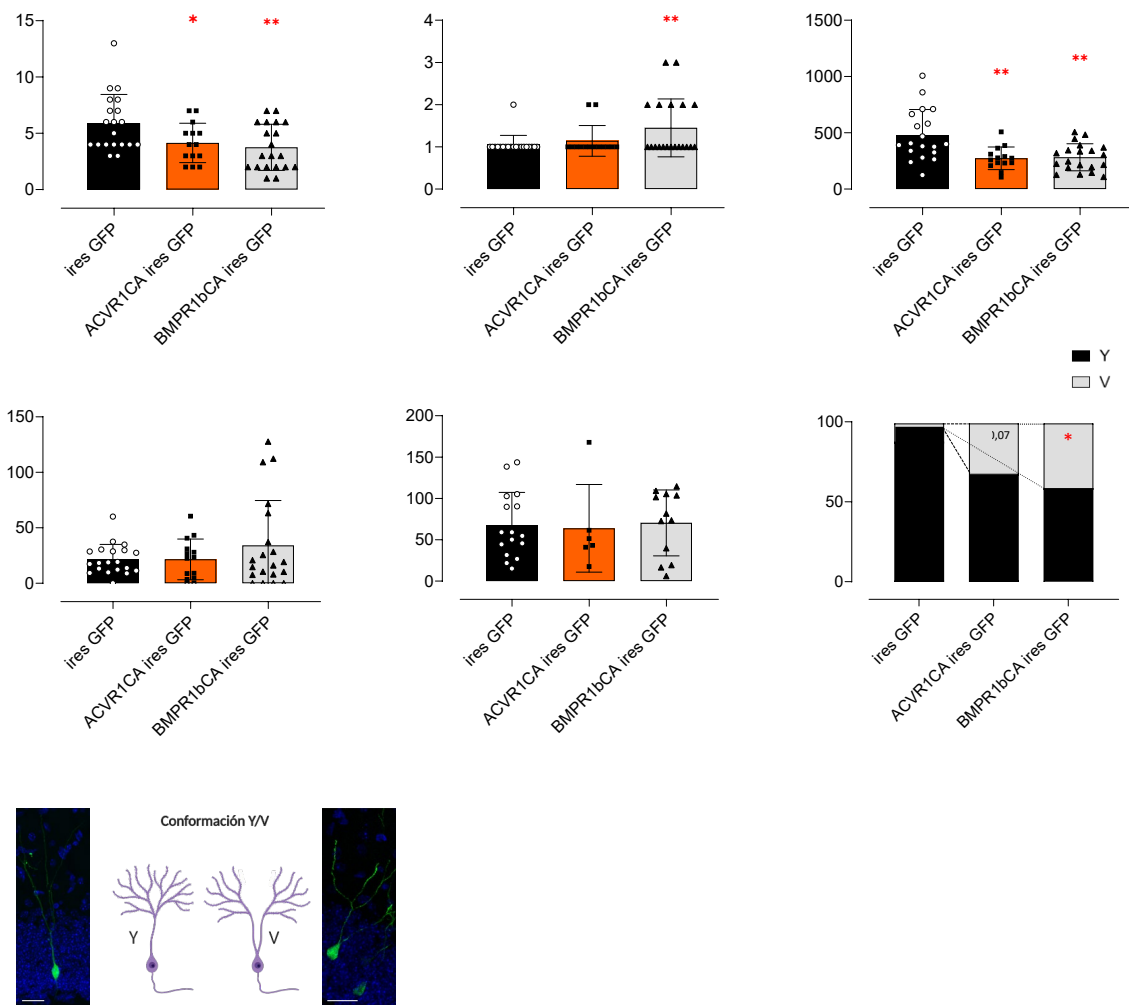 15
10
5
0
*
**
ires GFP
ACVR1CA ires GFP
BMPR1bCA ires GFP
4
3
2
1
0
**
ires GFP
ACVR1CA ires GFP
BMPR1bCA ires GFP
1500
1000
500
0
**
**
ires GFP
ACVR1CA ires GFP
BMPR1bCA ires GFP
150
100
50
0
ires GFP
ACVR1CA ires GFP
BMPR1bCA ires GFP
200
150
100
50
0
ires GFP
ACVR1CA ires GFP
BMPR1bCA ires GFP
Y
V
100
50
0
,07
*
ires GFP
ACVR1CA ires GFP
BMPR1bCA ires GFP
Conformación Y/V
Y
V